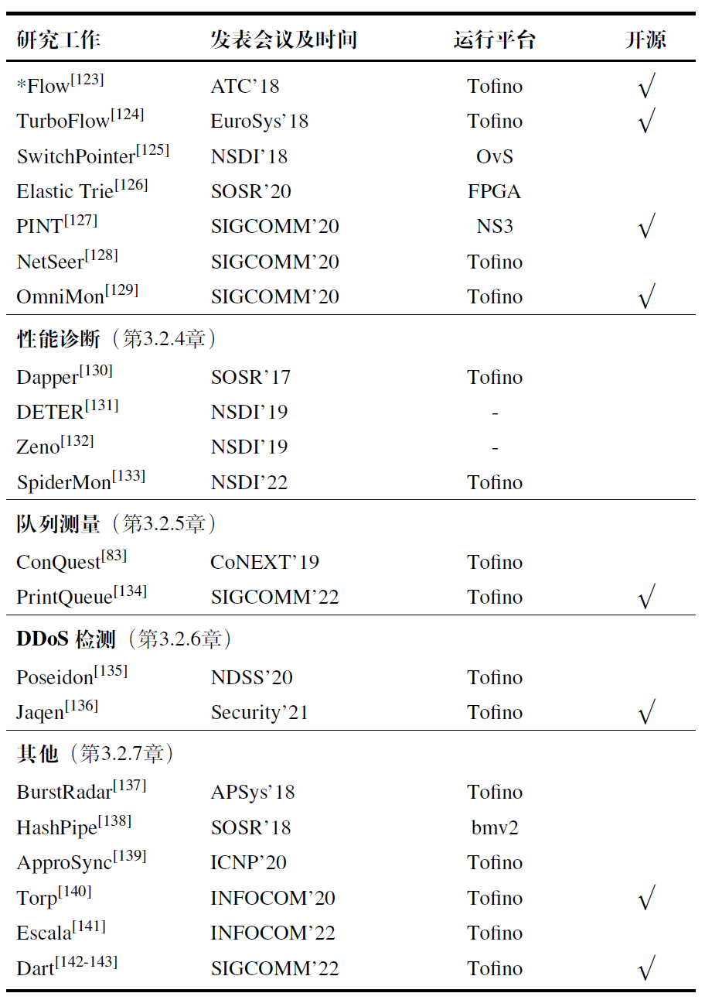 研究工作 发表会议及时间 运行平台 开源
*Flow[123] ATC’18 Tofino √
TurboFlow[124] EuroSys’18 Tofino √
SwitchPointer[125] NSDI’18 OvS
Elastic Trie[126] SOSR’20 FPGA
PINT[127] SIGCOMM’20 NS3 √
NetSeer[128] SIGCOMM’20 Tofino
OmniMon[129] SIGCOMM’20 Tofino √
性能诊断（第3.2.4章）
Dapper[130] SOSR’17 Tofino
DETER[131] NSDI’19 -
Zeno[132] NSDI’19 -
SpiderMon[133] NSDI’22 Tofino
队列测量（第3.2.5章）
ConQuest[83] CoNEXT’19 Tofino
PrintQueue[134] SIGCOMM’22 Tofino √
DDoS 检测（第3.2.6章）
Poseidon[135] NDSS’20 Tofino
Jaqen[136] Security’21 Tofino √
其他（第3.2.7章）
BurstRadar[137] APSys’18 Tofino
HashPipe[138] SOSR’18 bmv2
ApproSync[139] ICNP’20 Tofino
Torp[140] INFOCOM’20 Tofino √
Escala[141] INFOCOM’22 Tofino
Dart[142-143] SIGCOMM’22 Tofino √